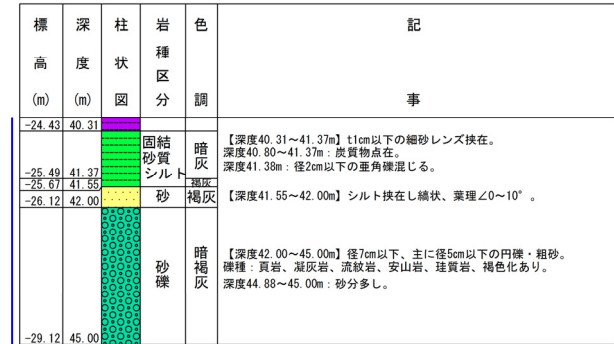 標高(m) 深度(m) 柱状図 岩種区分 色調 記事
-24.43 40.31
固結砂質シルト 暗灰
【深度40.31~41.37m】t1cm以下の細砂レンズ挟在。
深度40.80~41.37m:炭質物点在。
深度41.38m:径2cm以下の亜角礫混じる。
-25.49 41.37
-25.67 41.55 褐灰
-26.12 42.00 砂 褐灰 【深度41.55~42.00m】シルト挟在し縞状、葉理∠0~10°。
砂礫 暗褐灰
【深度42.00~45.00m】径7cm以下、主に径5cm以下の円礫・粗砂。
礫種:頁岩、凝灰岩、流紋岩、安山岩、珪質岩、褐色化あり。
深度44.88~45.00m:砂分多し。
-29.12 45.00